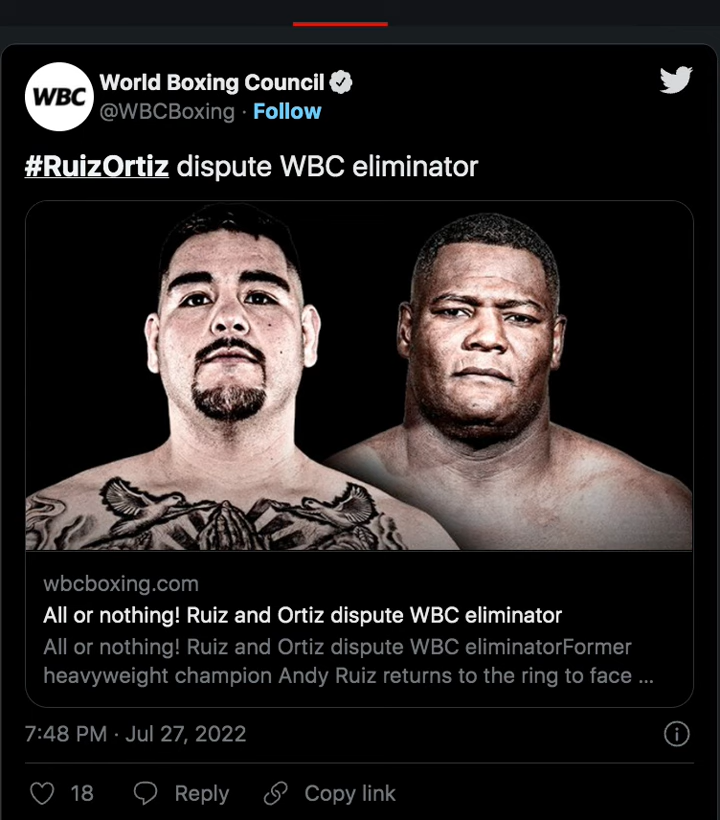 WBC
World Boxing Council
@WBCBoxing · Follow
#RuizOrtiz dispute WBC eliminator
wbcboxing.com
All or nothing! Ruiz and Ortiz dispute WBC eliminator
All or nothing! Ruiz and Ortiz dispute WBC eliminatorFormer
heavyweight champion Andy Ruiz returns to the ring to face ...
7:48 PM · Jul 27, 2022
18 Reply Copy link